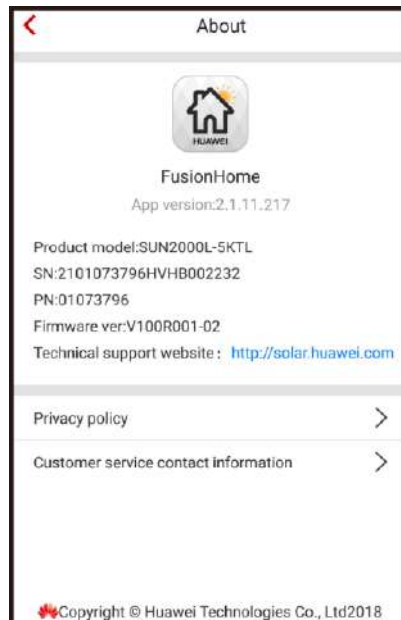 About
HUAWEI
FusionHome
App version:2.1.11.217
Product model:SUN2000L-5KTL
SN:2101073796HVHB002232
PN:01073796
Firmware ver:V100R001-02
Technical support website： http://solar.huawei.com
Privacy policy
Customer service contact information
Copyright © Huawei Technologies Co., Ltd2018